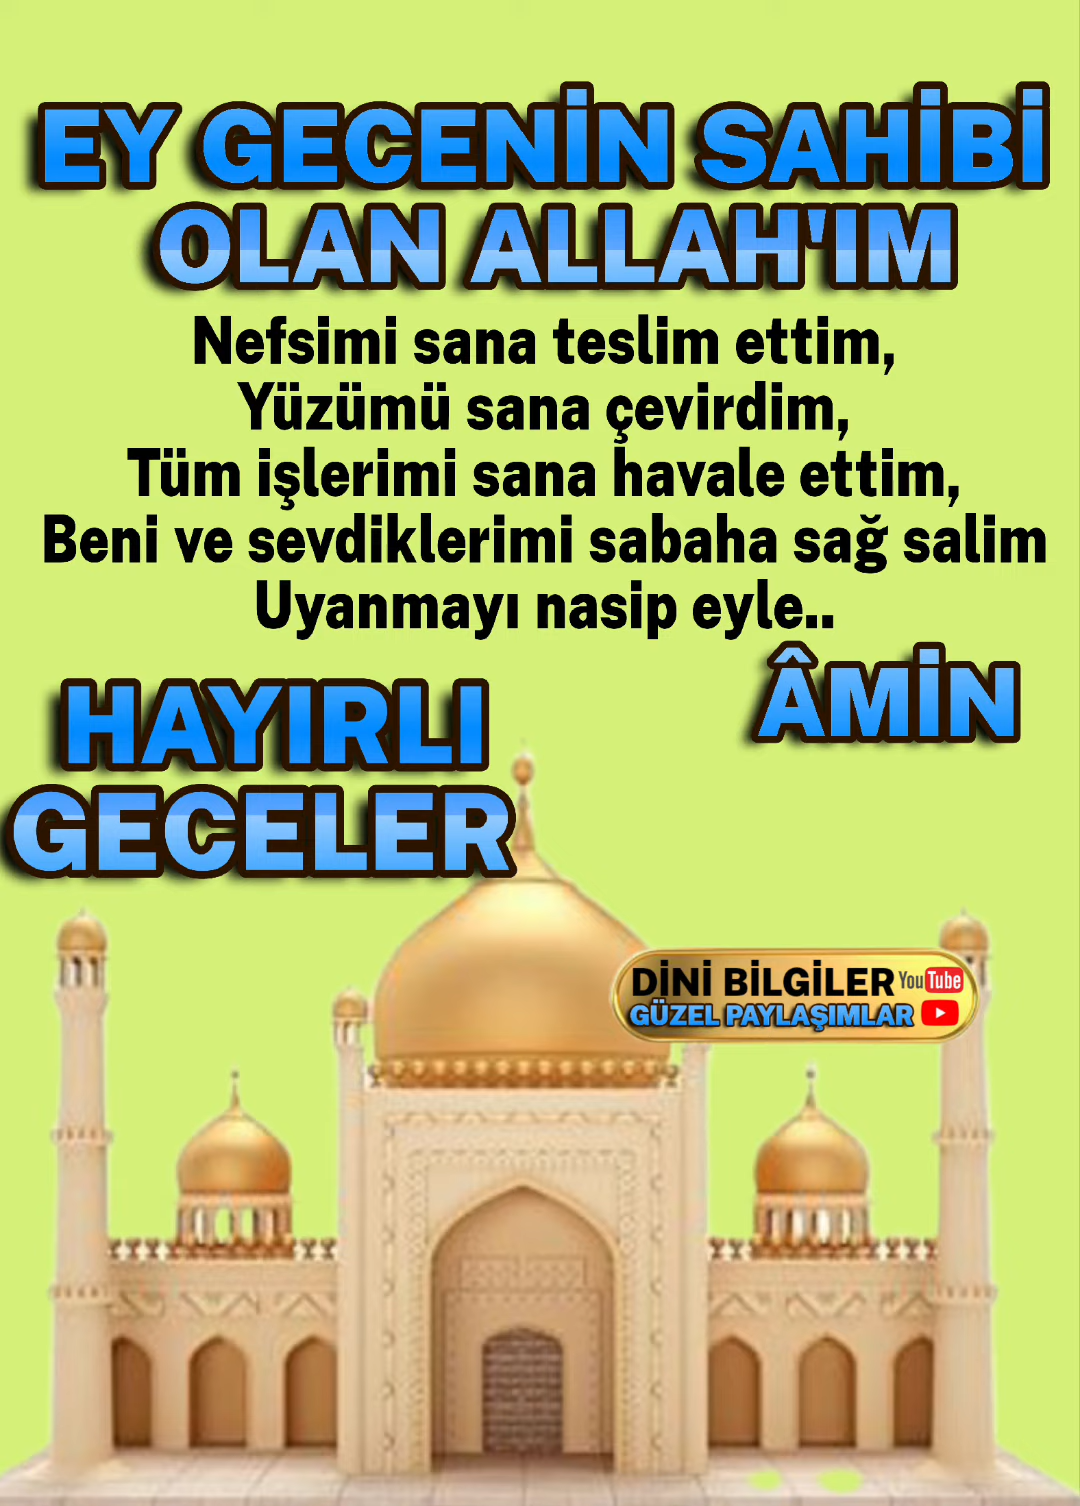 EY GECENİN SAHİBİ
OLAN ALLAH'IM
Nefsimi sana teslim ettim,
Yüzümü sana çevirdim,
Tüm işlerimi sana havale ettim,
Beni ve sevdiklerimi sabaha sağ salim
Uyanmayı nasip eyle..
ÂMİN
HAYIRLI
GECELER
DİNİ BİLGİLER YouTube
GÜZEL PAYLAŞIMLAR